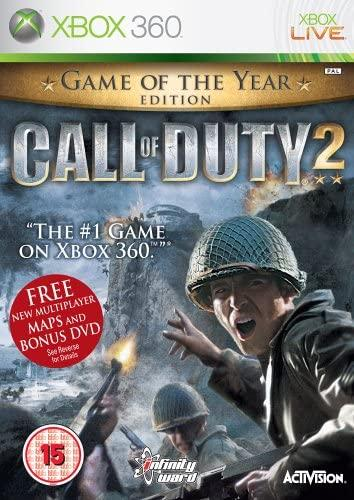 XBOX 360
XBOX
LIVE
GAME OF THE YEAR
EDITION
PAL
CALL OF DUTY 2
"THE #1 GAME
ON XBOX 360.™"*
FREE
NEW MULTIPLAYER
MAPS AND
BONUS DVD
See Reverse
for Details
15
infinity
ward
ACTIVISION